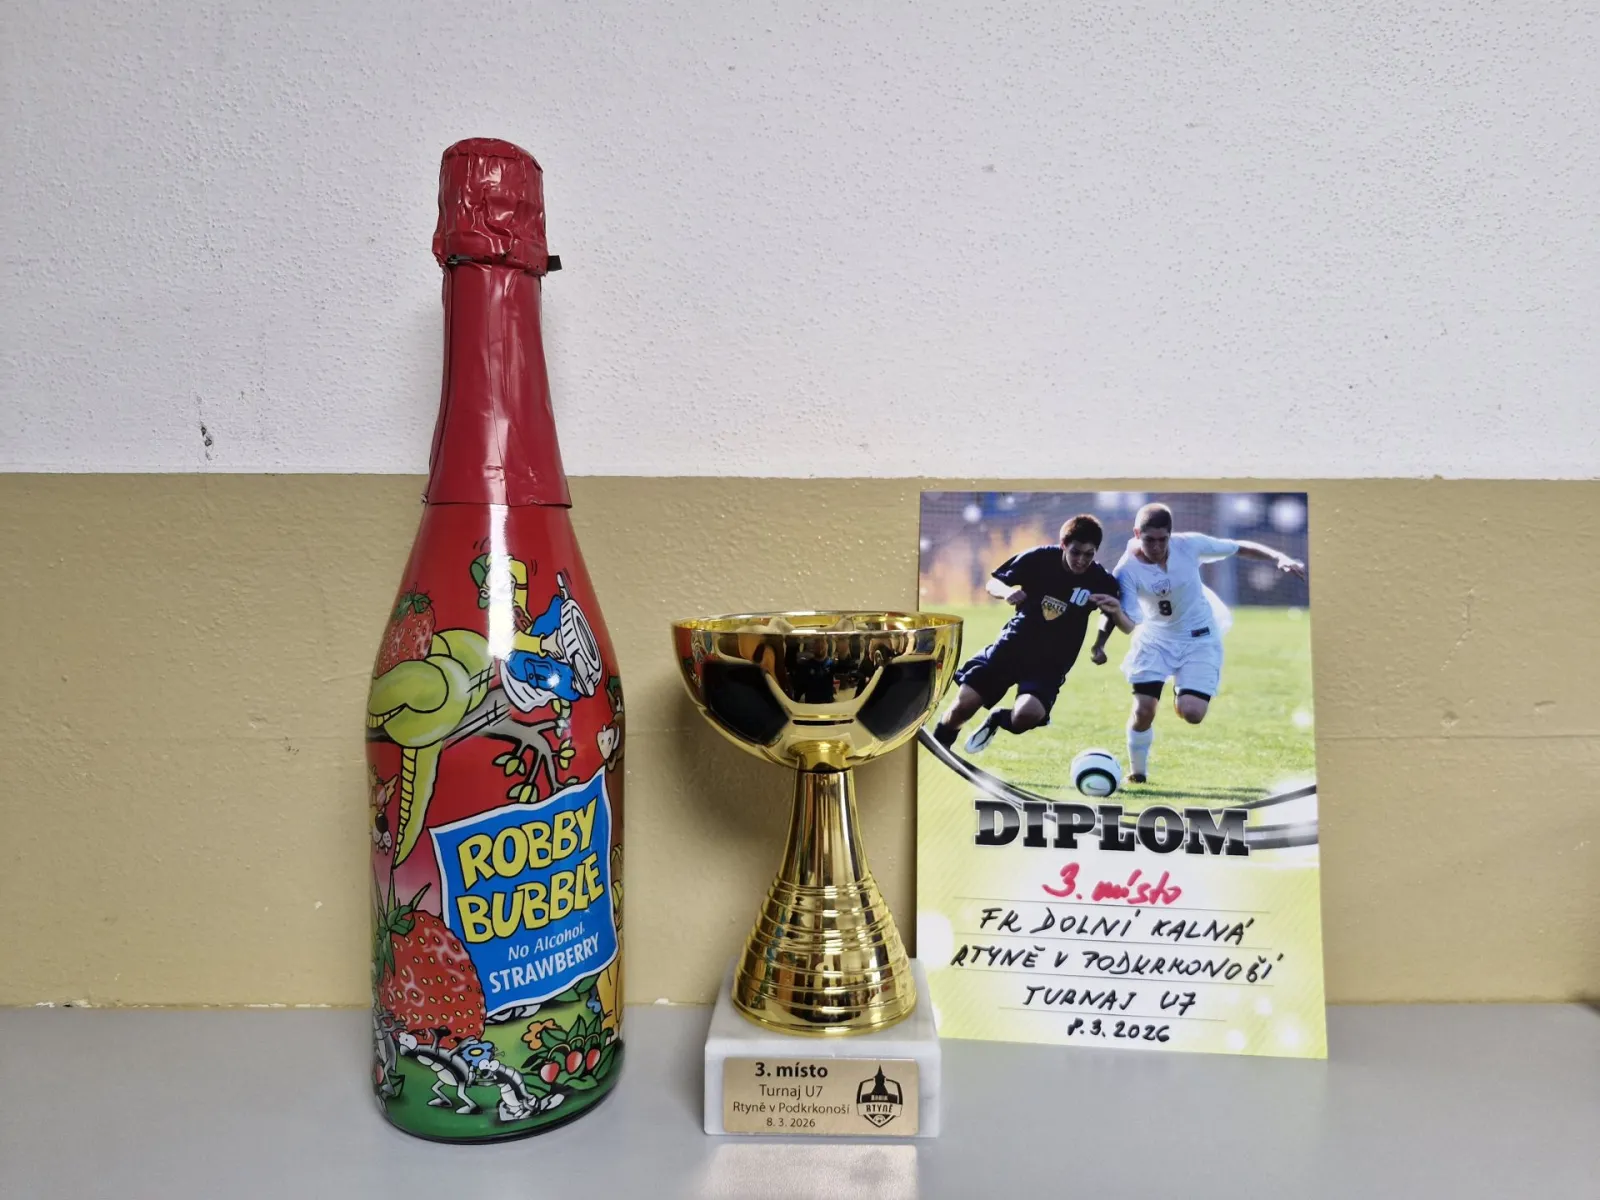 ROBBY
BUBBLE
No Alcohol
STRAWBERRY
3. místo
Turnaj U7
Rtyně v Podkrkonoší
8. 3. 2026
RTYNĚ
10
9
DIPLOM
3. místo
FK DOLNÍ KALNÁ
RTYNĚ V PODKRKONOŠÍ
TURNAJ U7
8.3.2026